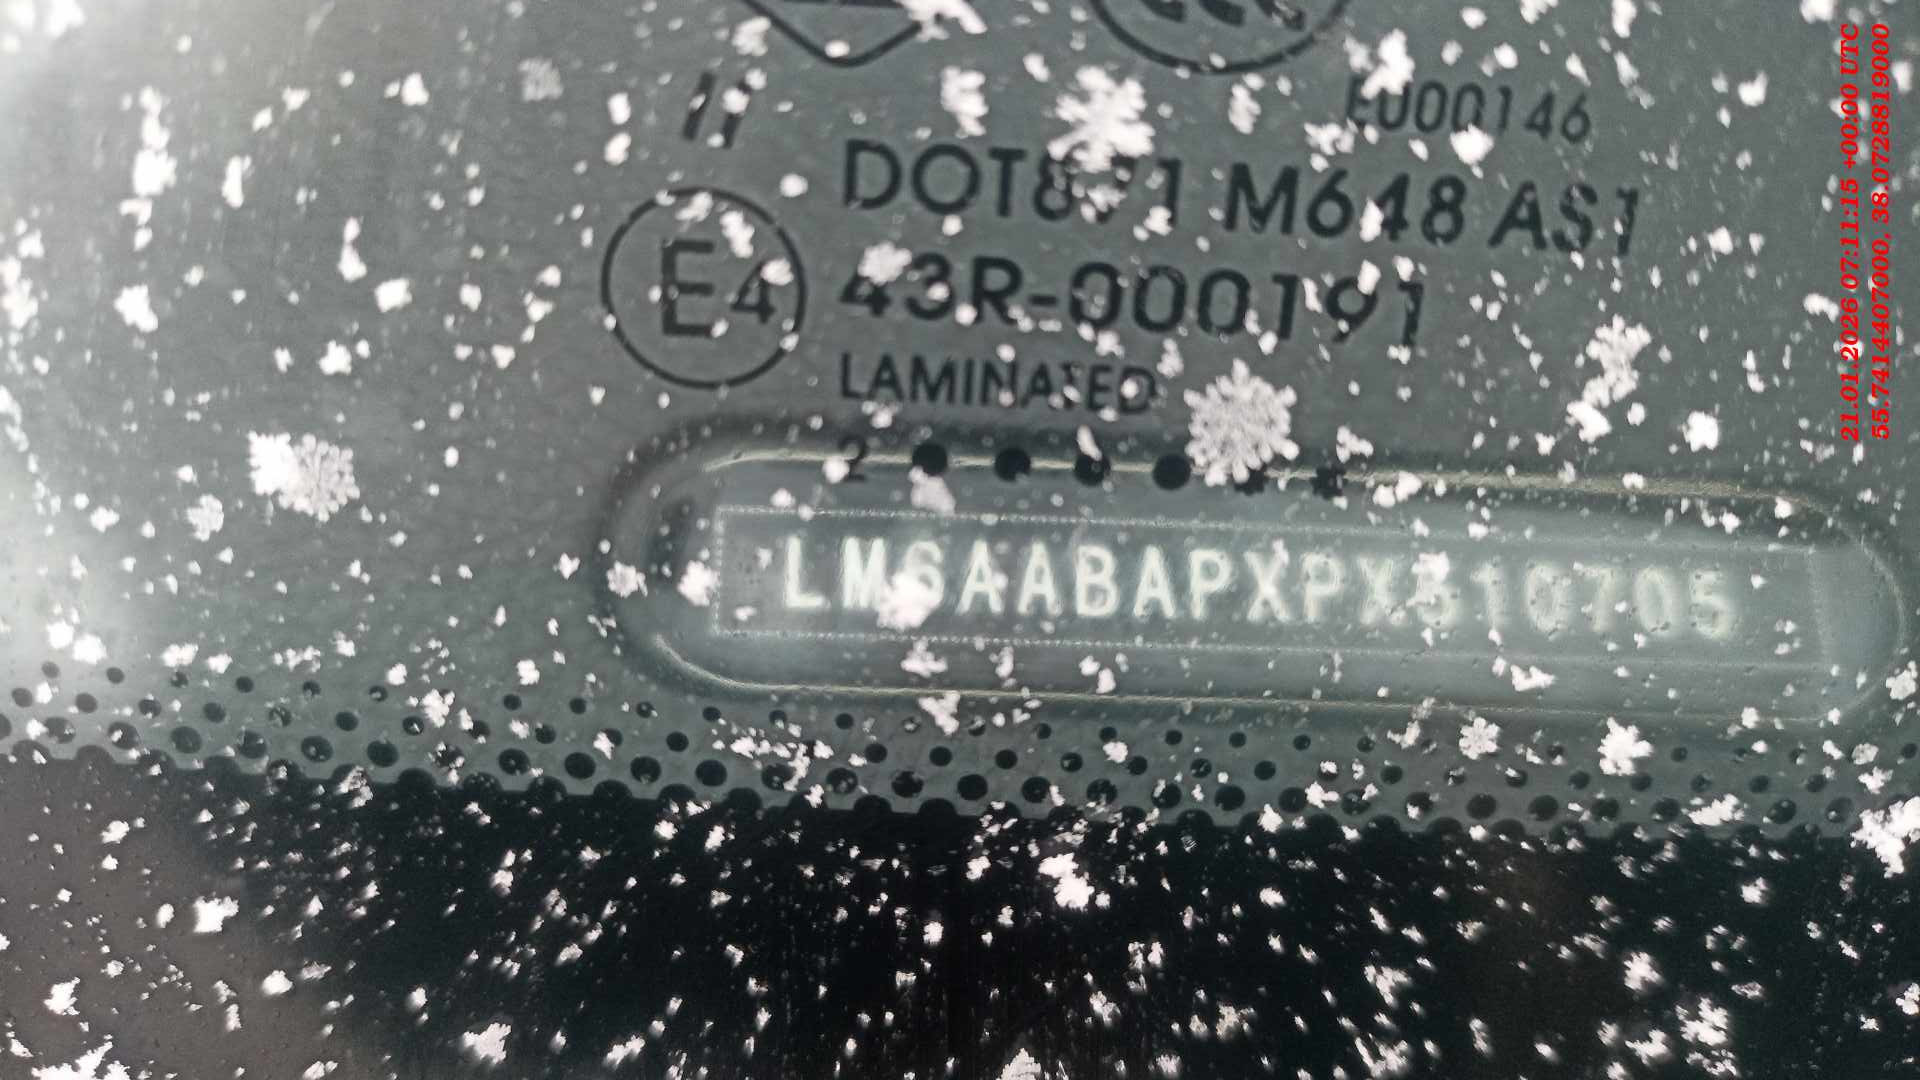 E000146
DOT871 M648 AS1
E4
43R-000191
LAMINATED
2
21.01.2026 07:11:15 +00:00 UTC
55.7414407000, 38.0728819000